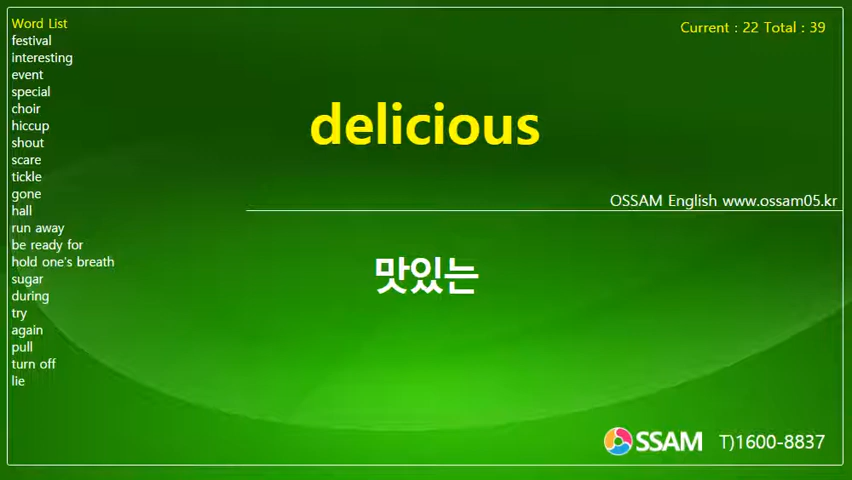 Word List
festival
interesting
event
special
choir
hiccup
shout
scare
tickle
gone
hall
run away
be ready for
hold one's breath
sugar
during
try
again
pull
turn off
lie
Current : 22 Total : 39
delicious
OSSAM English www.ossam05.kr
맛있는
OSSAM T)1600-8837